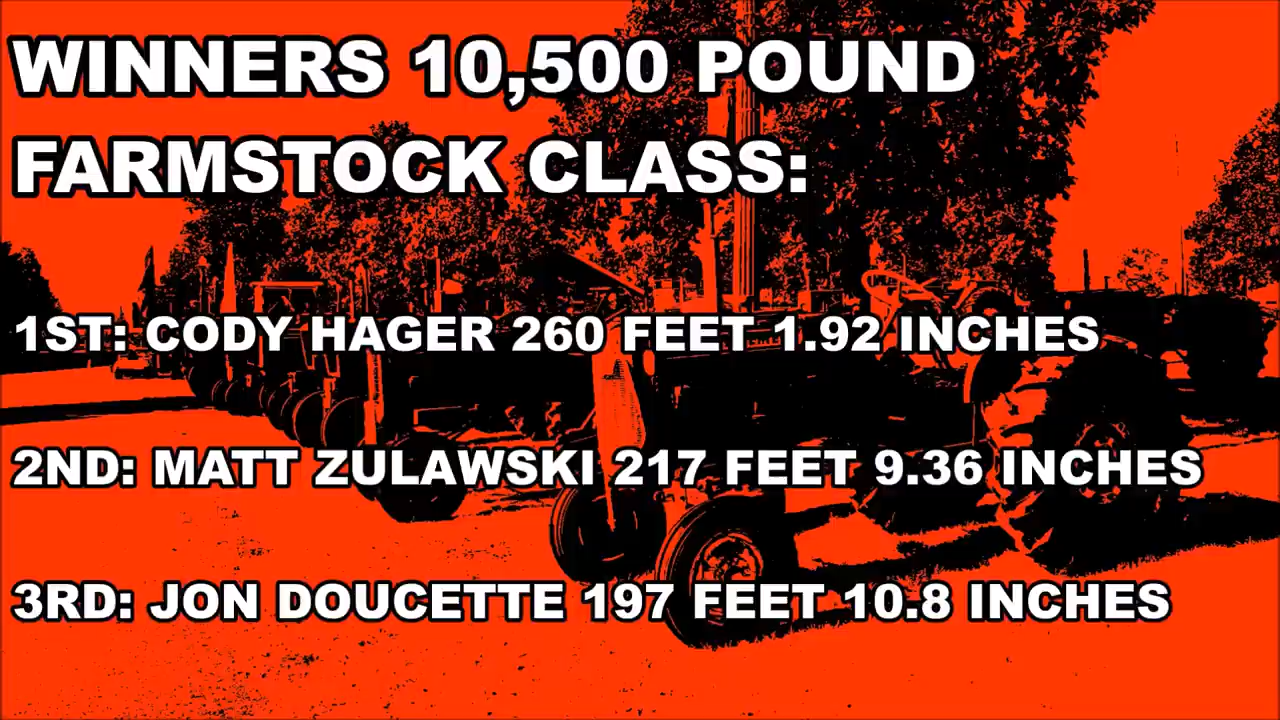 WINNERS 10,500 POUND
FARMSTOCK CLASS:
1ST: CODY HAGER 260 FEET 1.92 INCHES
2ND: MATT ZULAWSKI 217 FEET 9.36 INCHES
3RD: JON DOUCETTE 197 FEET 10.8 INCHES